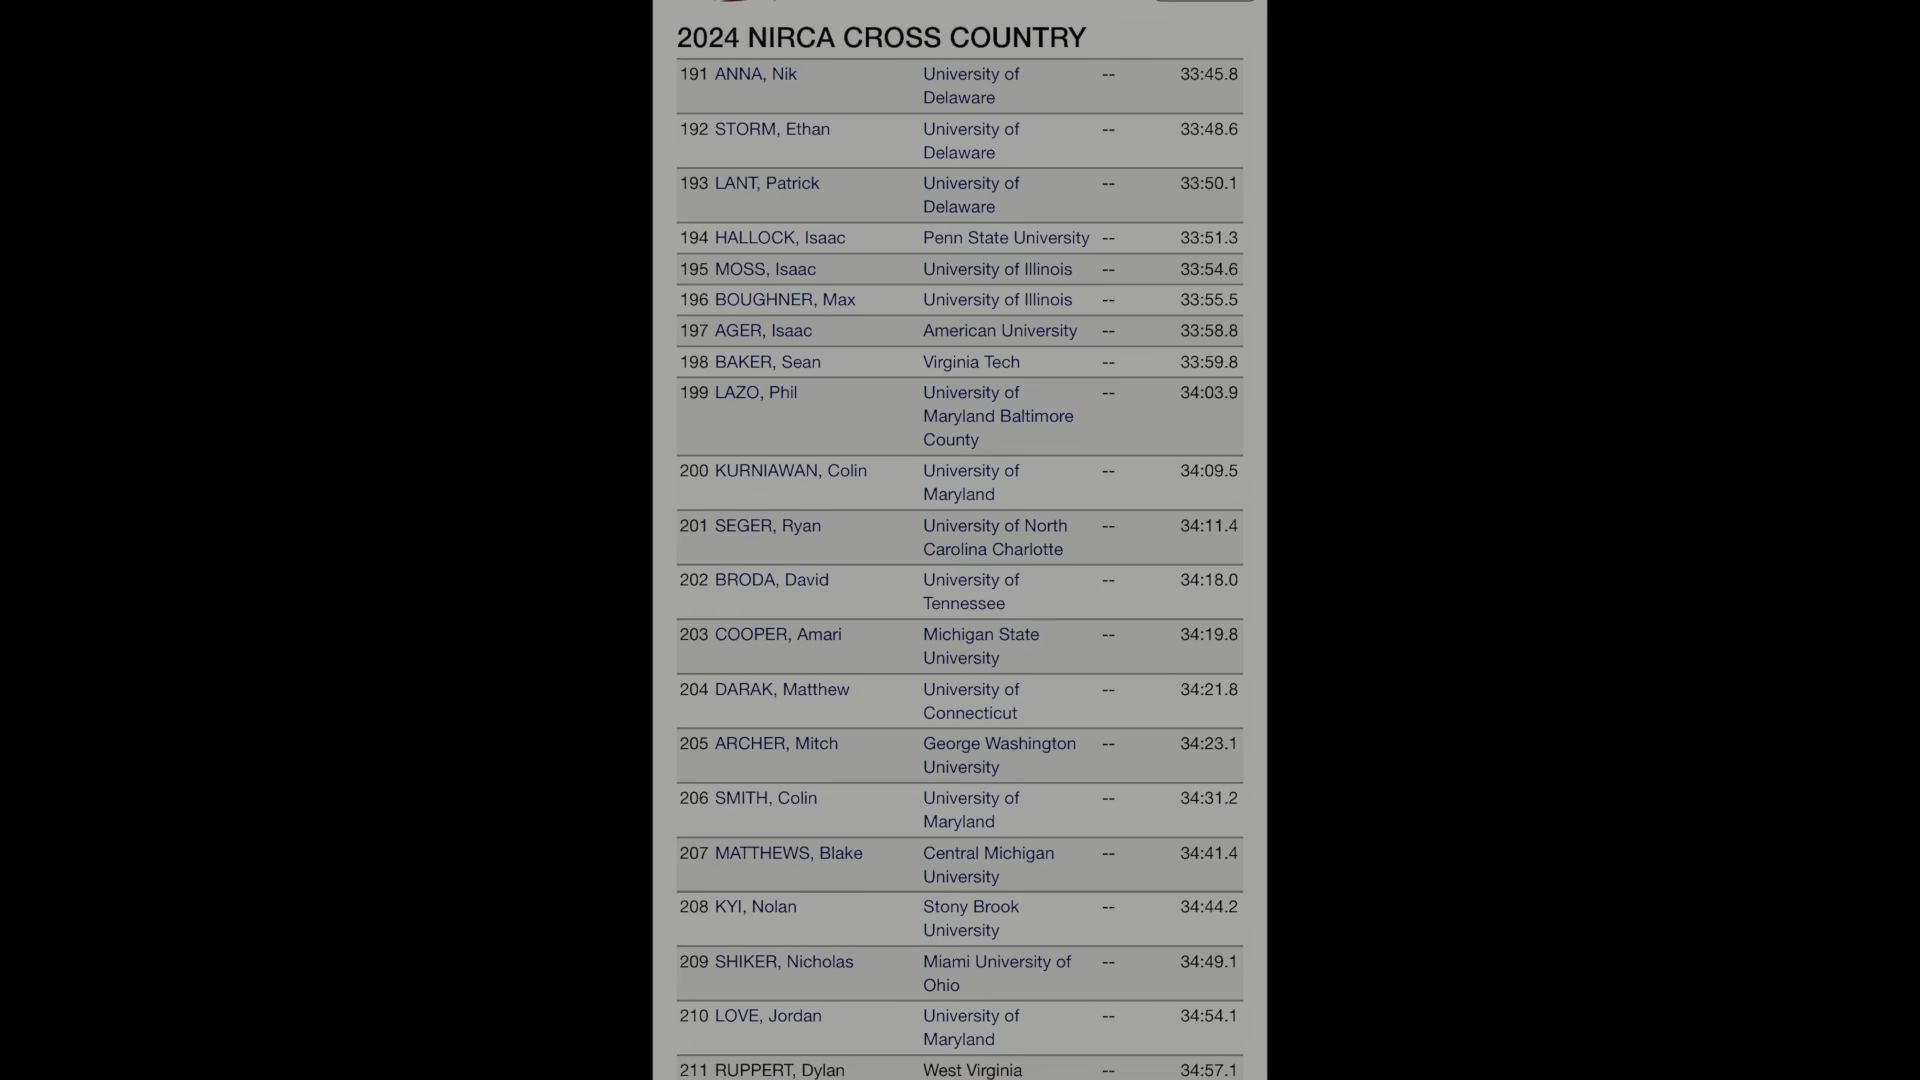 2024 NIRCA CROSS COUNTRY
191 ANNA, Nik University of -- 33:45.8
Delaware
192 STORM, Ethan University of -- 33:48.6
Delaware
193 LANT, Patrick University of -- 33:50.1
Delaware
194 HALLOCK, Isaac Penn State University -- 33:51.3
195 MOSS, Isaac University of Illinois -- 33:54.6
196 BOUGHNER, Max University of Illinois -- 33:55.5
197 AGER, Isaac American University -- 33:58.8
198 BAKER, Sean Virginia Tech -- 33:59.8
199 LAZO, Phil University of -- 34:03.9
Maryland Baltimore
County
200 KURNIAWAN, Colin University of -- 34:09.5
Maryland
201 SEGER, Ryan University of North -- 34:11.4
Carolina Charlotte
202 BRODA, David University of -- 34:18.0
Tennessee
203 COOPER, Amari Michigan State -- 34:19.8
University
204 DARAK, Matthew University of -- 34:21.8
Connecticut
205 ARCHER, Mitch George Washington -- 34:23.1
University
206 SMITH, Colin University of -- 34:31.2
Maryland
207 MATTHEWS, Blake Central Michigan -- 34:41.4
University
208 KYI, Nolan Stony Brook -- 34:44.2
University
209 SHIKER, Nicholas Miami University of -- 34:49.1
Ohio
210 LOVE, Jordan University of -- 34:54.1
Maryland
211 RUPPERT, Dylan West Virginia -- 34:57.1